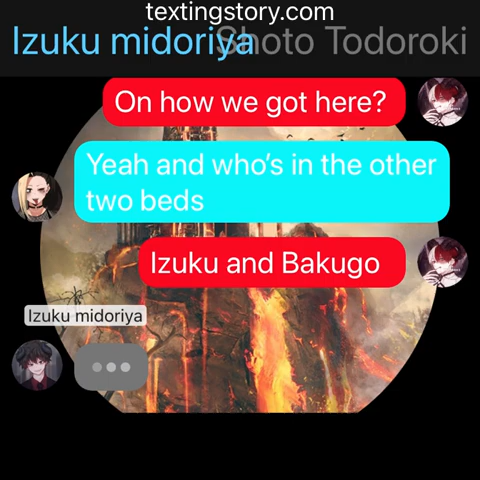 textingstory.com
Izuku midoriya Shoto Todoroki
On how we got here?
Yeah and who's in the other
two beds
Izuku and Bakugo
Izuku midoriya